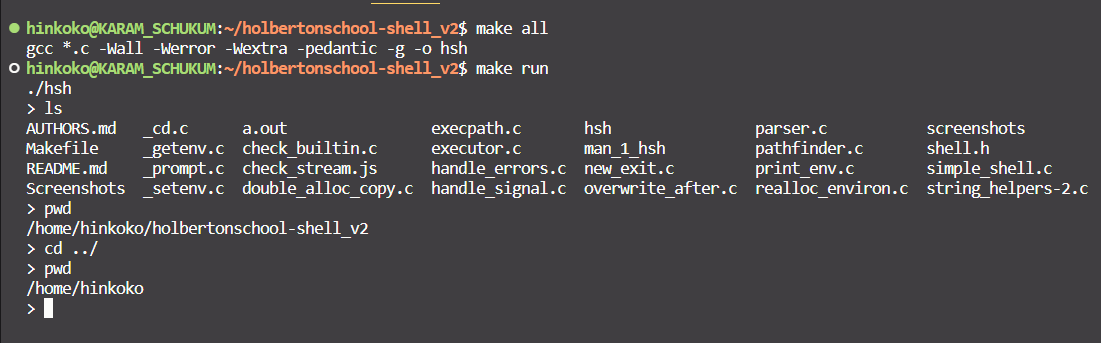 hinkoko@KARAM_SCHUKUM:~/holbertonschool-shell_v2$ make all
gcc *.c -Wall -Werror -Wextra -pedantic -g -o hsh
hinkoko@KARAM_SCHUKUM:~/holbertonschool-shell_v2$ make run
./hsh
> ls
AUTHORS.md   _cd.c      a.out                execpath.c       hsh                parser.c           screenshots
Makefile     _getenv.c  check_builtin.c      executor.c       man_1_hsh          pathfinder.c       shell.h
README.md    _prompt.c  check_stream.js      handle_errors.c  new_exit.c         print_env.c        simple_shell.c
Screenshots  _setenv.c  double_alloc_copy.c  handle_signal.c  overwrite_after.c  realloc_environ.c  string_helpers-2.c
> pwd
/home/hinkoko/holbertonschool-shell_v2
> cd ../
> pwd
/home/hinkoko
>